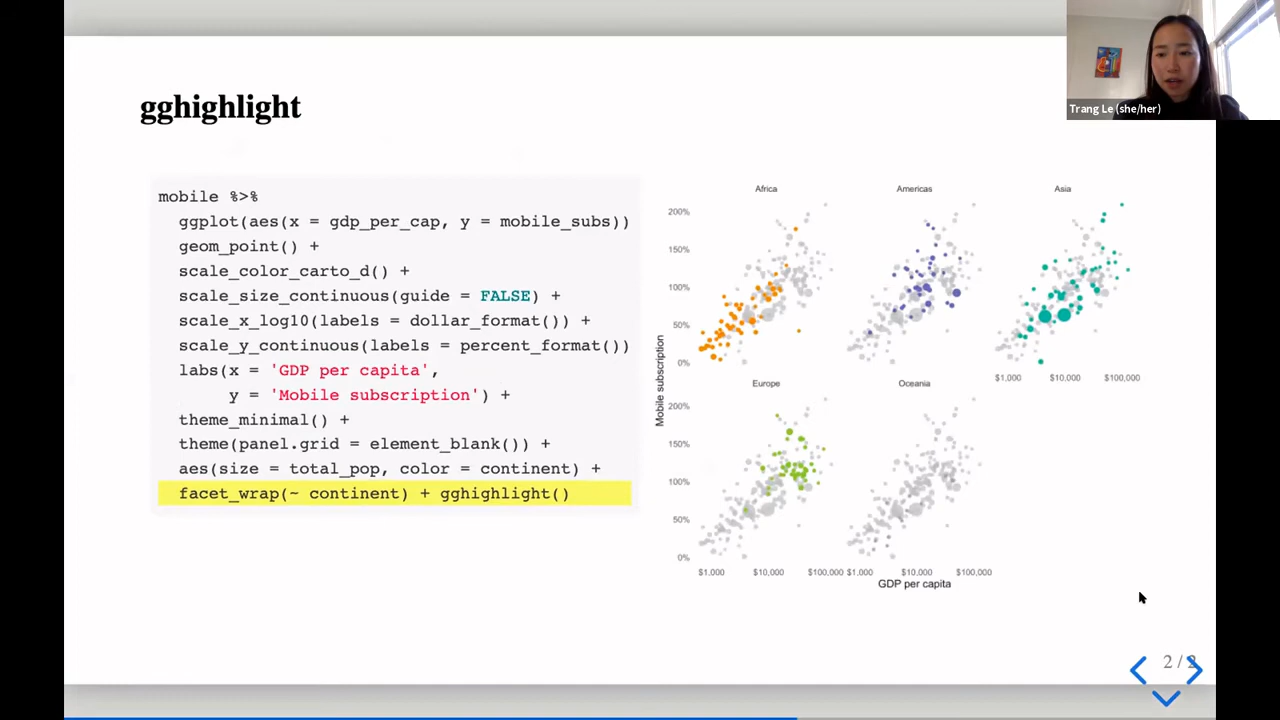 Trang Le (she/her)
gghighlight
mobile %>%
ggplot(aes(x = gdp_per_cap, y = mobile_subs))
geom_point() +
scale_color_carto_d() +
scale_size_continuous(guide = FALSE) +
scale_x_log10(labels = dollar_format()) +
scale_y_continuous(labels = percent_format())
labs(x = 'GDP per capita',
y = 'Mobile subscription') +
theme_minimal() +
theme(panel.grid = element_blank()) +
aes(size = total_pop, color = continent) +
facet_wrap(~ continent) + gghighlight()
Africa
Americas
Asia
200%
150%
100%
50%
0%
$1,000
$10,000
$100,000
Mobile subscription
Europe
Oceania
200%
150%
100%
50%
0%
$1,000
$10,000
$100,000
$1,000
$10,000
$100,000
GDP per capita
2 / 2